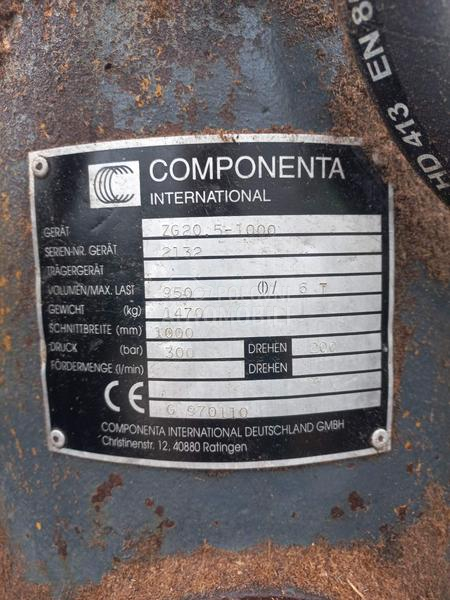 HD 413 EN 8
COMPONENTA
INTERNATIONAL
GERÄT ZG20.5-1000
SERIEN-NR. GERÄT 2132
TRÄGERGERÄT
VOLUMEN/MAX. LAST 950 (l)/ 6 T
GEWICHT (kg) 1470
SCHNITTBREITE (mm) 1000
DRUCK (bar) 300 DREHEN 200
FÖRDERMENGE (l/min) DREHEN
CE G 970110
COMPONENTA INTERNATIONAL DEUTSCHLAND GMBH
Christinenstr. 12, 40880 Ratingen